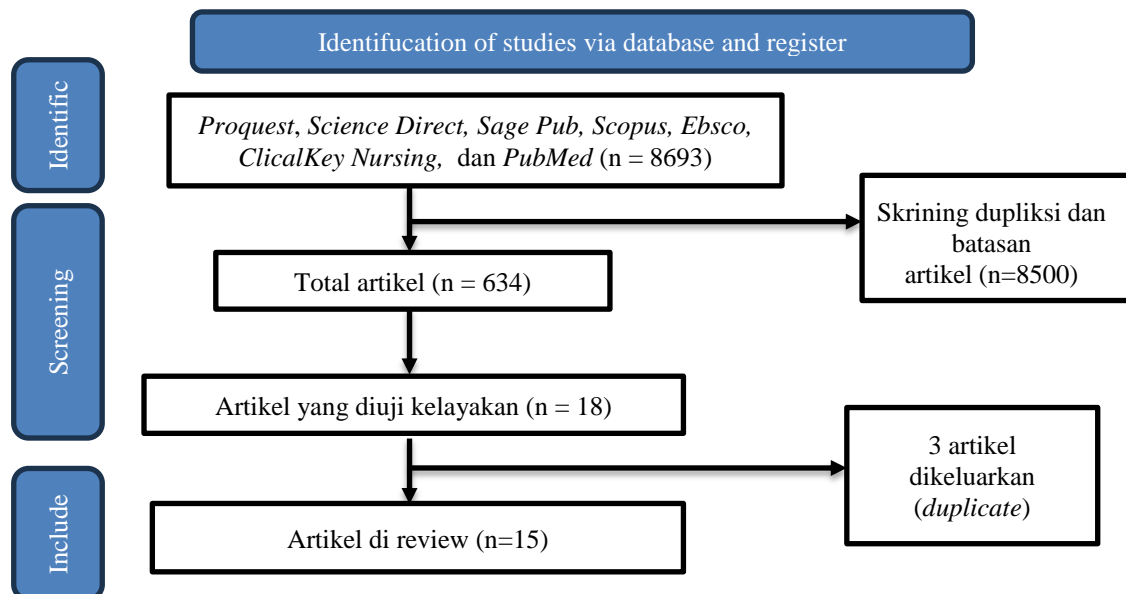 Identifucation of studies via database and register
Identific
Proquest, Science Direct, Sage Pub, Scopus, Ebsco,
ClicalKey Nursing, dan PubMed (n = 8693)
Skrining dupliksi dan
batasan
artikel (n=8500)
Screening
Total artikel (n = 634)
Artikel yang diuji kelayakan (n = 18)
3 artikel
dikeluarkan
(duplicate)
Include
Artikel di review (n=15)